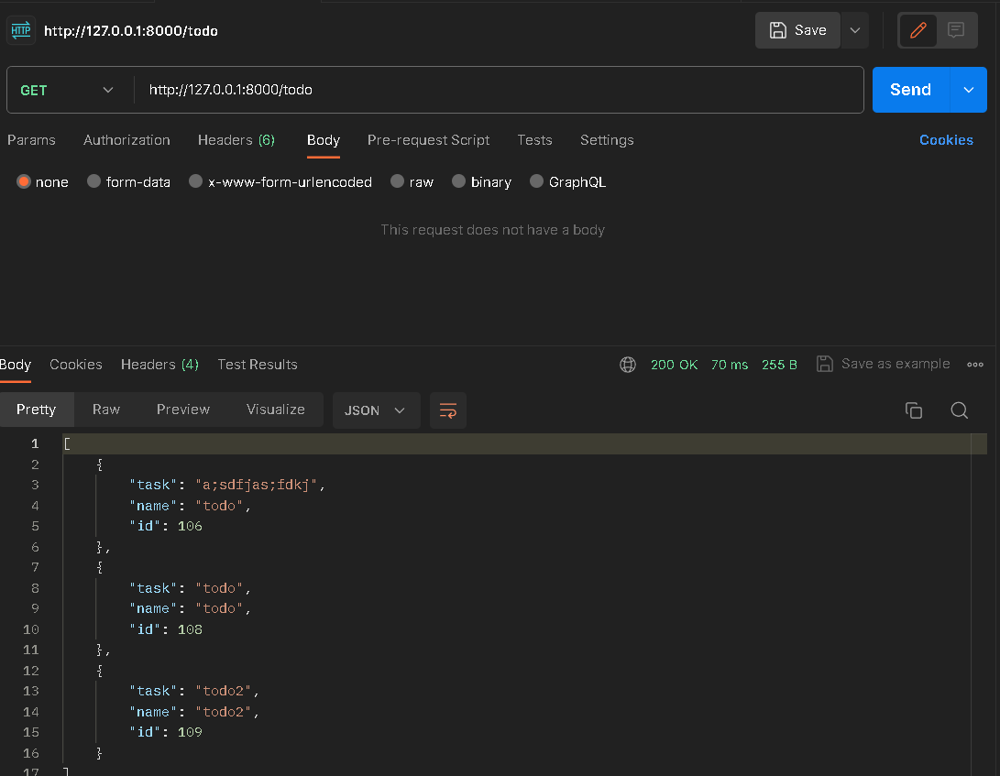 HTTP http://127.0.0.1:8000/todo Save
GET http://127.0.0.1:8000/todo Send
Params Authorization Headers (6) Body Pre-request Script Tests Settings Cookies
none form-data x-www-form-urlencoded raw binary GraphQL
This request does not have a body
Body Cookies Headers (4) Test Results 200 OK 70 ms 255 B Save as example
Pretty Raw Preview Visualize JSON
1 [
2 {
3 "task": "a;sdfjas;fdkj",
4 "name": "todo",
5 "id": 106
6 },
7 {
8 "task": "todo",
9 "name": "todo",
10 "id": 108
11 },
12 {
13 "task": "todo2",
14 "name": "todo2",
15 "id": 109
16 }
17 ]